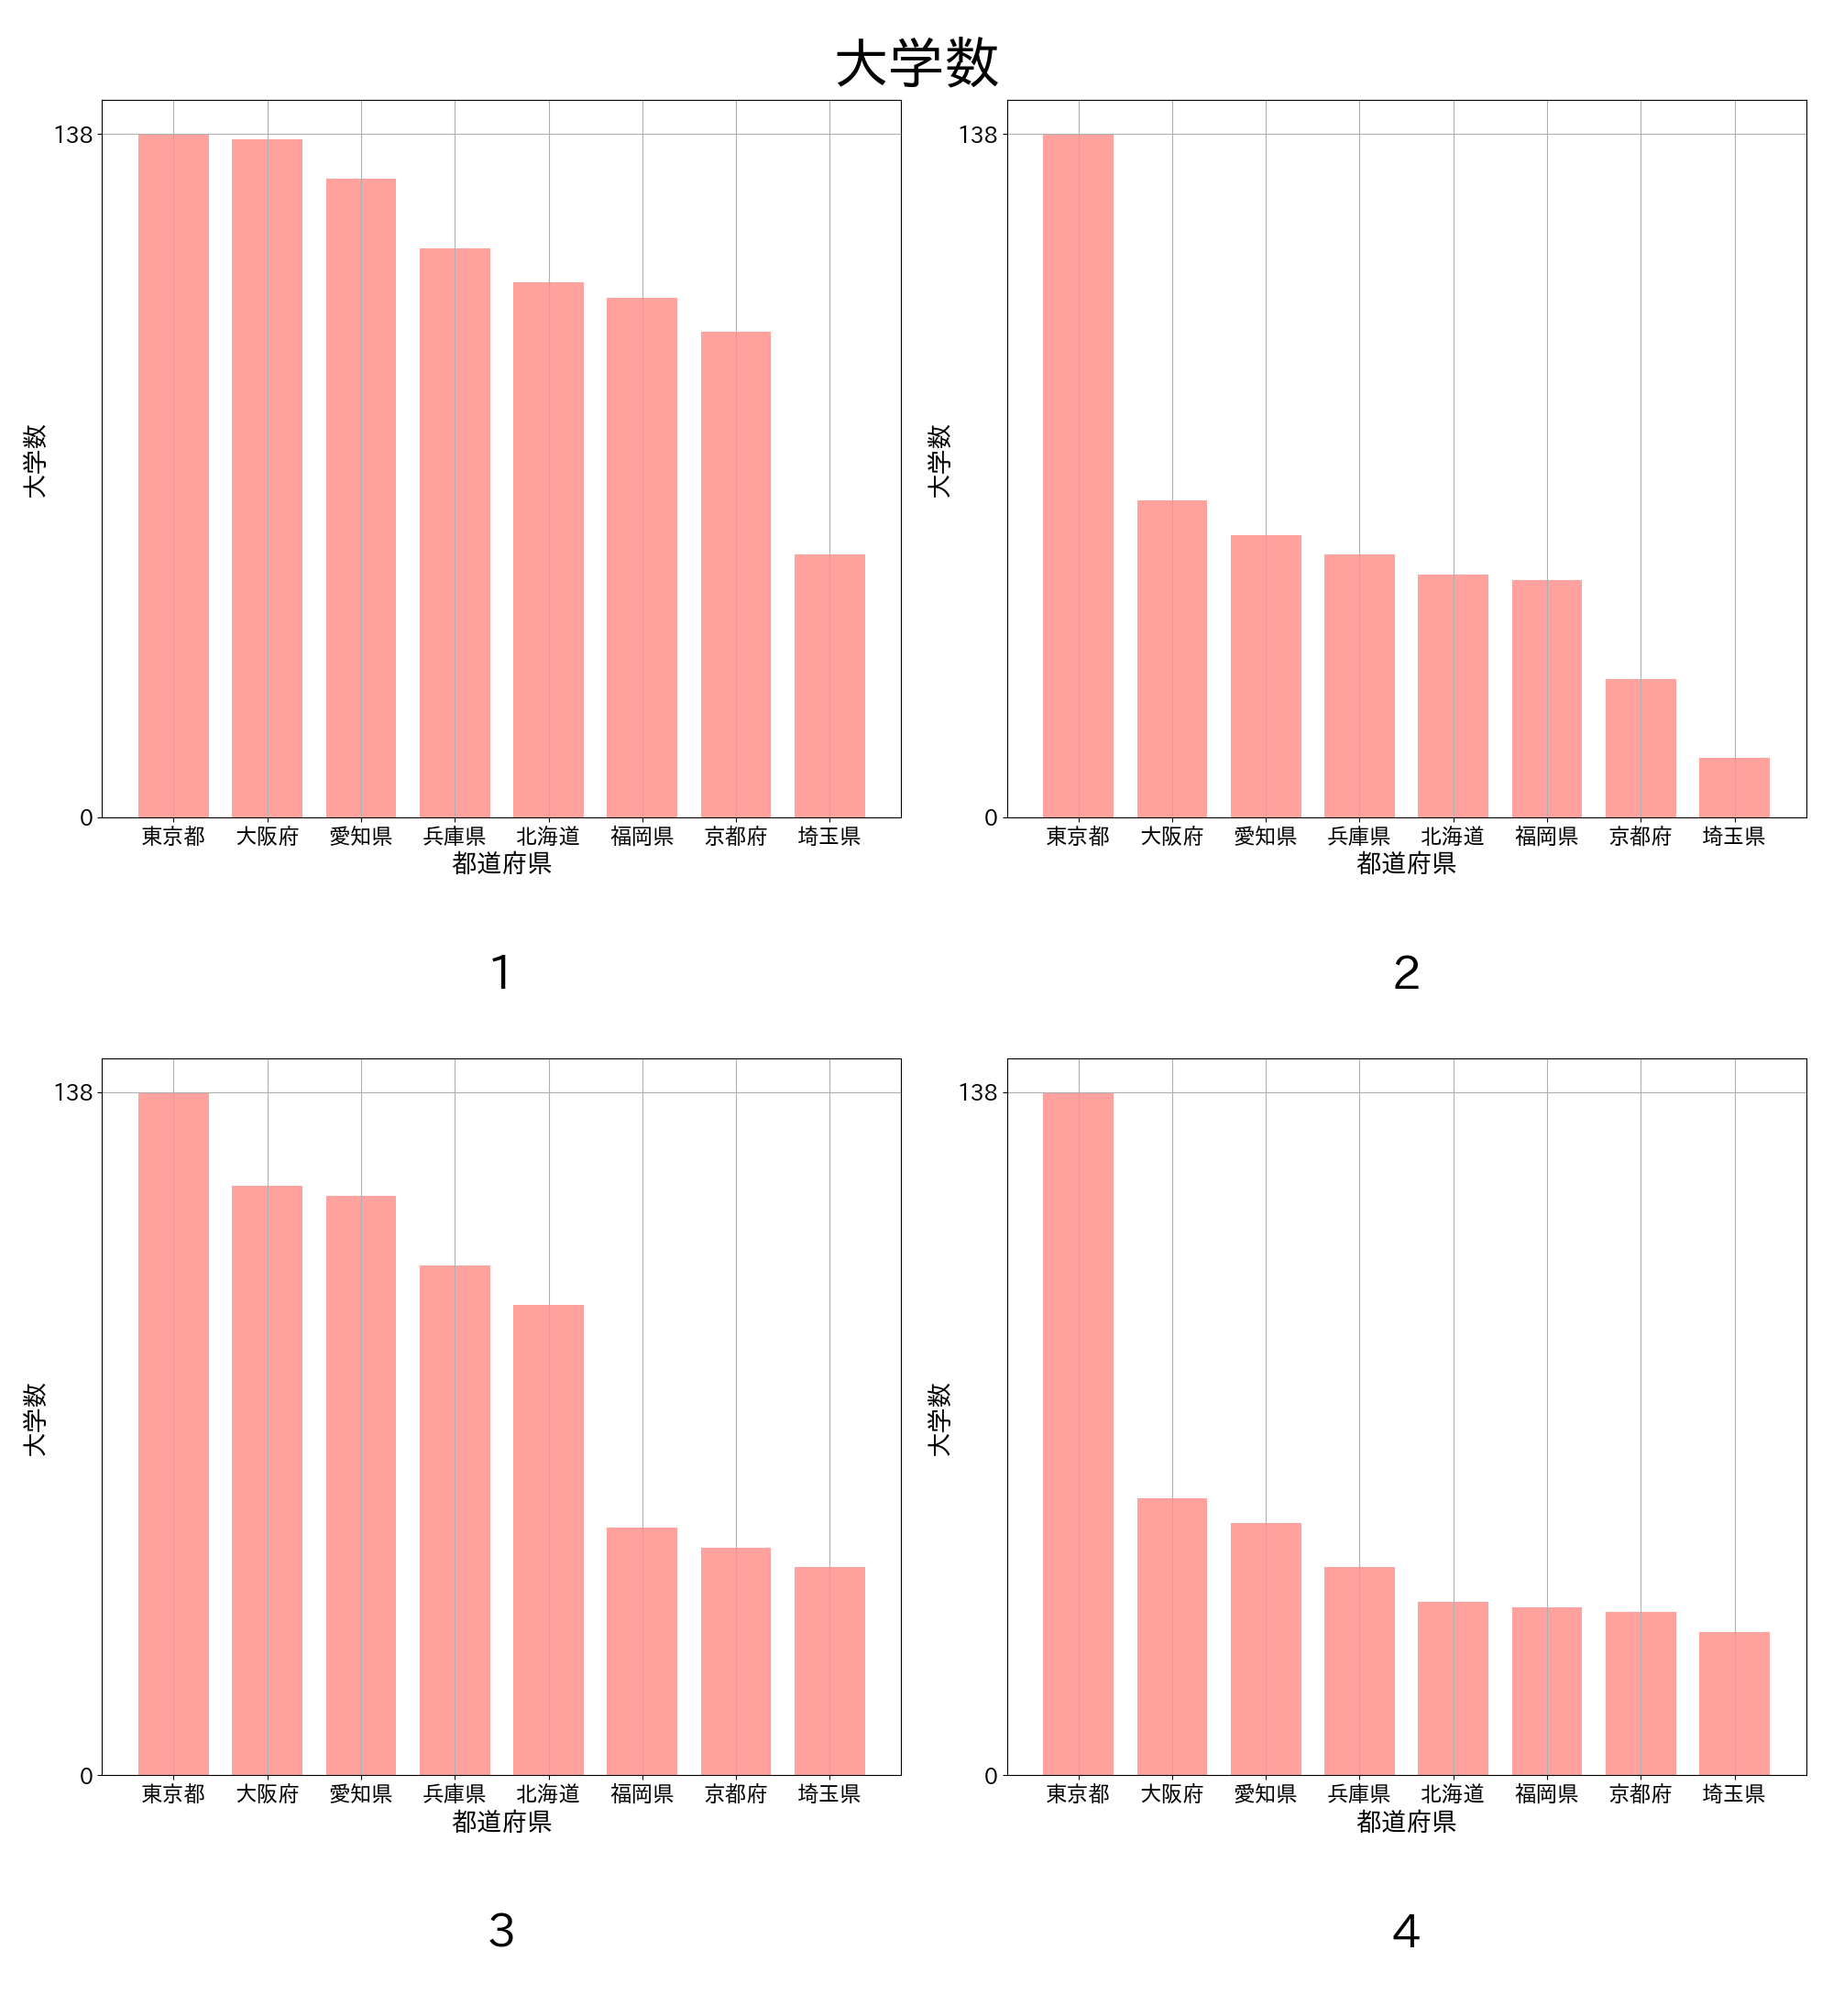 大学数
138
0
大学数
東京都 大阪府 愛知県 兵庫県 北海道 福岡県 京都府 埼玉県
都道府県
1
138
0
大学数
東京都 大阪府 愛知県 兵庫県 北海道 福岡県 京都府 埼玉県
都道府県
2
138
0
大学数
東京都 大阪府 愛知県 兵庫県 北海道 福岡県 京都府 埼玉県
都道府県
3
138
0
大学数
東京都 大阪府 愛知県 兵庫県 北海道 福岡県 京都府 埼玉県
都道府県
4